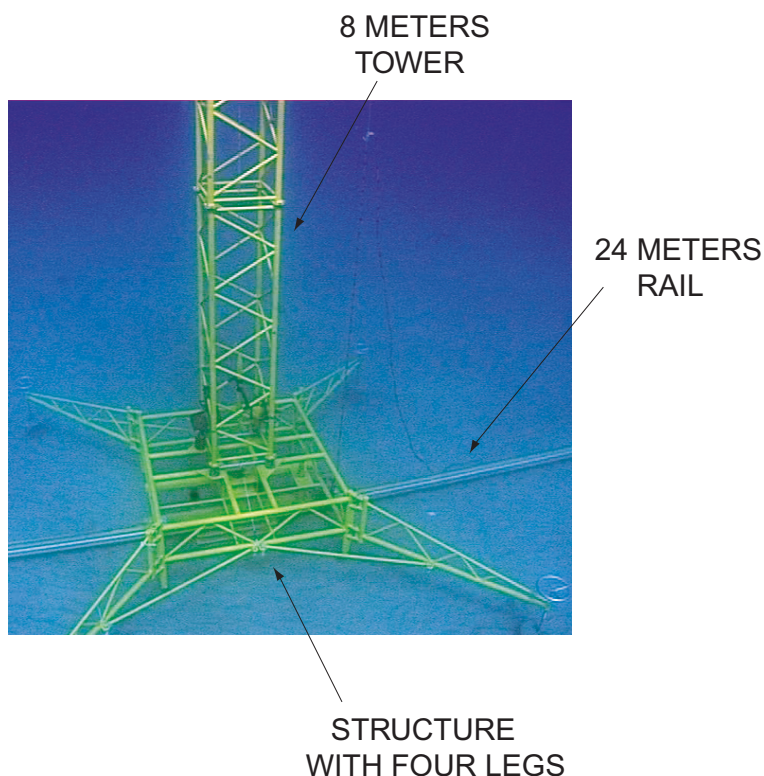 8 METERS
TOWER
24 METERS
RAIL
STRUCTURE
WITH FOUR LEGS